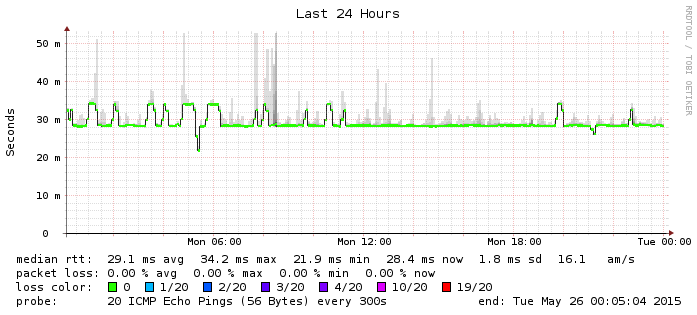 Last 24 Hours
RRDTOOL / TOBI OETIKER
Seconds
50 m
40 m
30 m
20 m
10 m
0
Mon 06:00 Mon 12:00 Mon 18:00 Tue 00:00
median rtt: 29.1 ms avg 34.2 ms max 21.9 ms min 28.4 ms now 1.8 ms sd 16.1 am/s
packet loss: 0.00 % avg 0.00 % max 0.00 % min 0.00 % now
loss color: 0 1/20 2/20 3/20 4/20 10/20 19/20
probe: 20 ICMP Echo Pings (56 Bytes) every 300s end: Tue May 26 00:05:04 2015